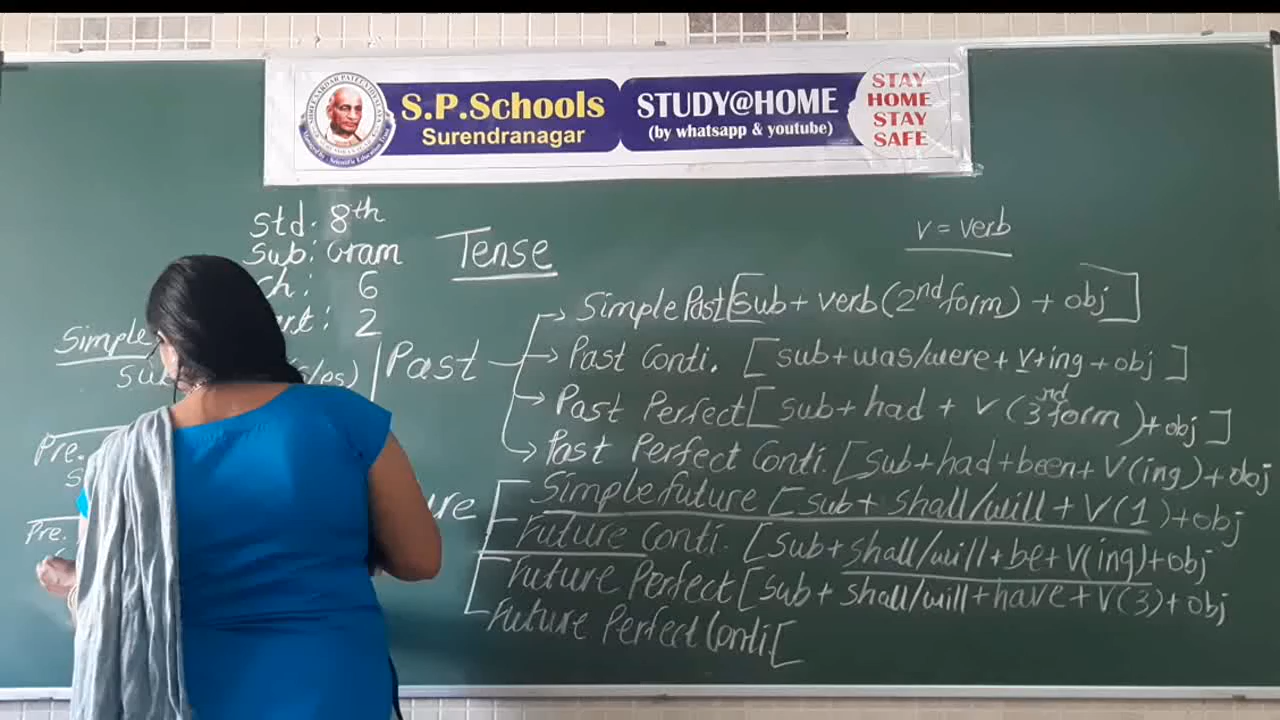 S.P.Schools
Surendranagar
STUDY@HOME
(by whatsapp & youtube)
STAY
HOME
STAY
SAFE
Std: 8th
Sub: Gram
Ch: 6
2
Tense
v = verb
Simple
Past
Simple Past [sub + verb (2nd form) + obj]
Past Conti. [sub + was/were + v + ing + obj]
Past Perfect [sub + had + v (3nd form) + obj]
Past Perfect Conti. [sub + had + been + v(ing) + obj
Simple future [sub + shall/will + v(1) + obj
Future Conti. [sub + shall/will + be + v(ing) + obj
Future Perfect [sub + shall/will + have + v(3) + obj
Future Perfect Conti. [
Pre.
Pre.